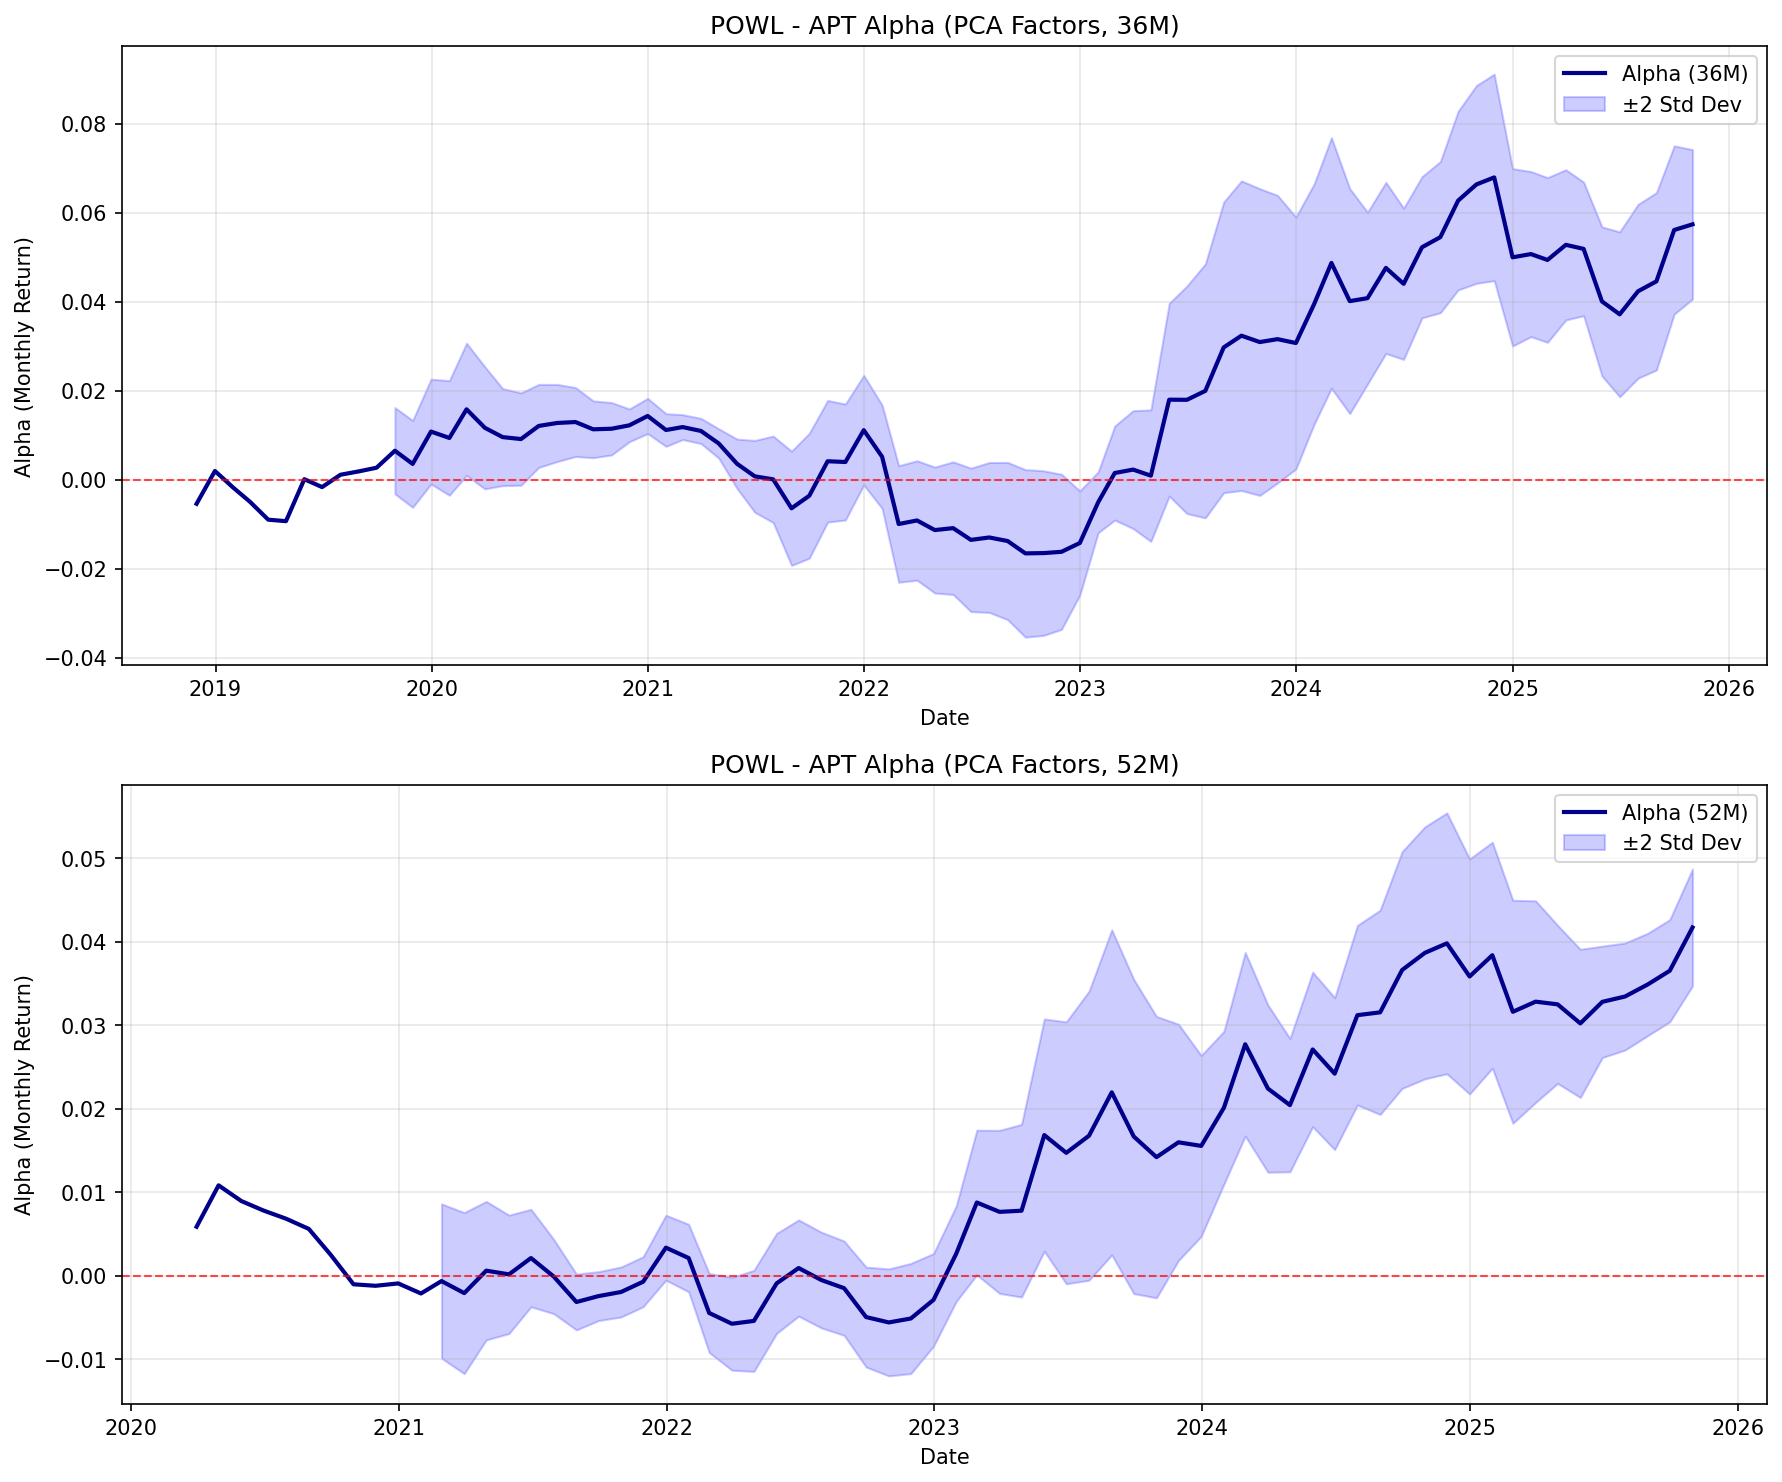 POWL - APT Alpha (PCA Factors, 36M)
Alpha (36M)
±2 Std Dev
Alpha (Monthly Return)
0.08
0.06
0.04
0.02
0.00
−0.02
−0.04
2019 2020 2021 2022 2023 2024 2025 2026
Date
POWL - APT Alpha (PCA Factors, 52M)
Alpha (52M)
±2 Std Dev
Alpha (Monthly Return)
0.05
0.04
0.03
0.02
0.01
0.00
−0.01
2020 2021 2022 2023 2024 2025 2026
Date